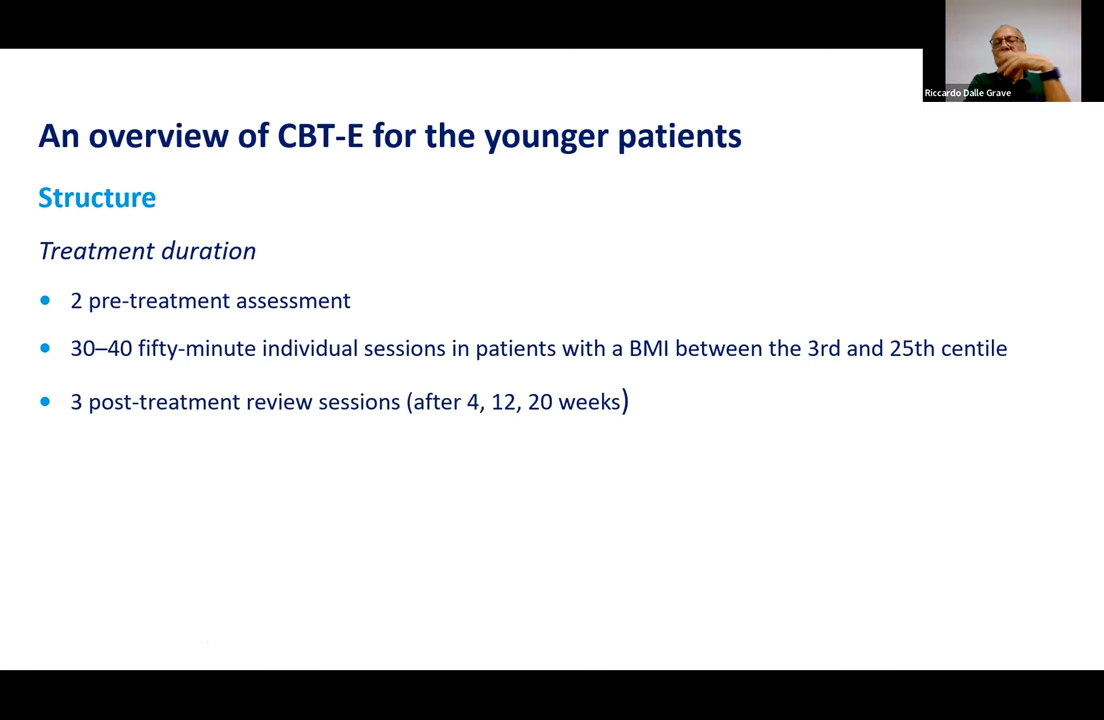 Riccardo Dalle Grave
An overview of CBT-E for the younger patients
Structure
Treatment duration
• 2 pre-treatment assessment
• 30–40 fifty-minute individual sessions in patients with a BMI between the 3rd and 25th centile
• 3 post-treatment review sessions (after 4, 12, 20 weeks)